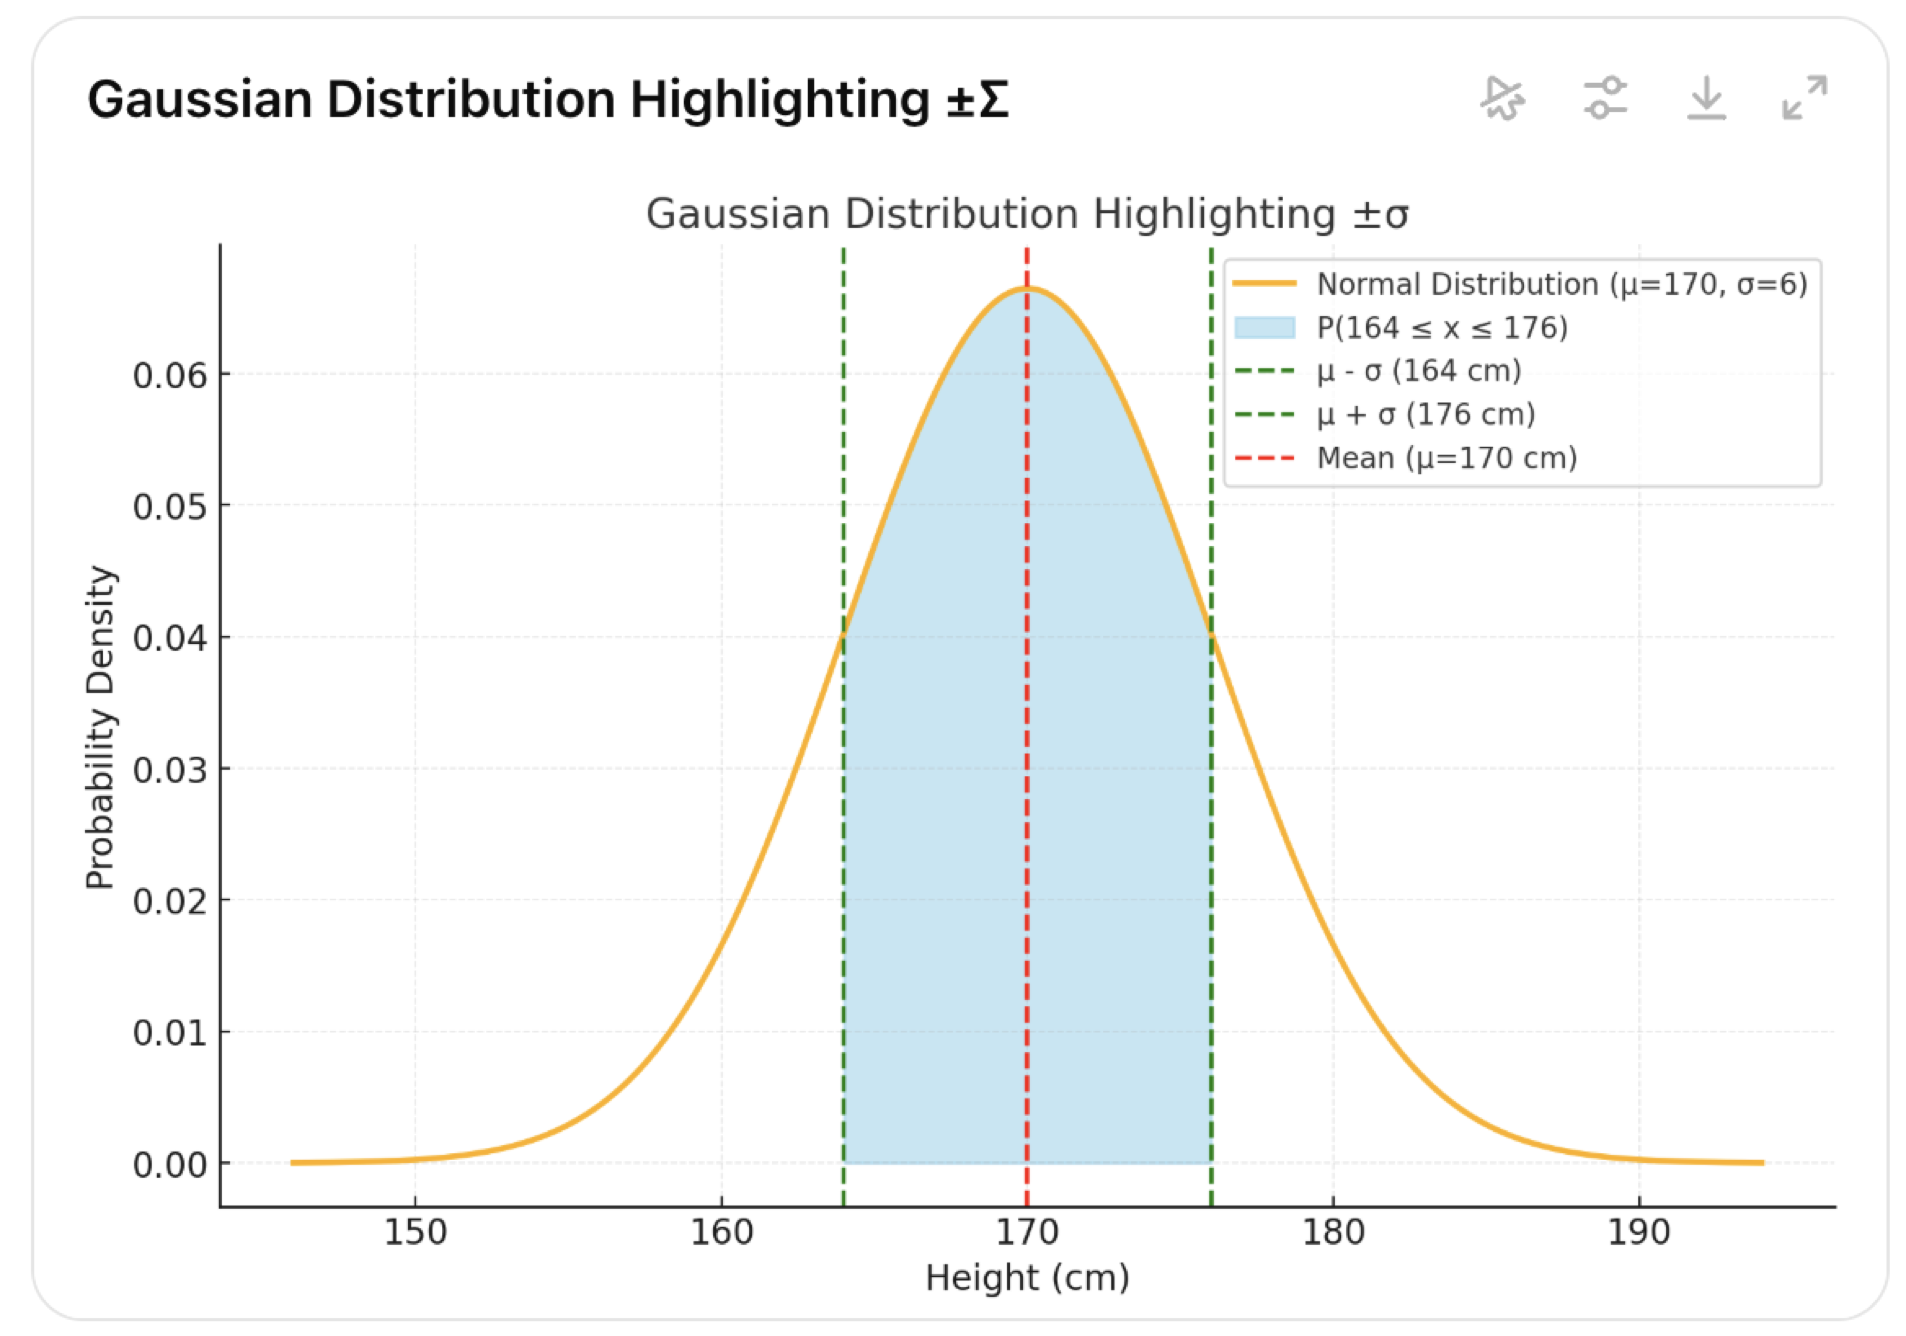 Gaussian Distribution Highlighting ±Σ
Gaussian Distribution Highlighting ±σ
Normal Distribution (μ=170, σ=6)
P(164 ≤ x ≤ 176)
μ - σ (164 cm)
μ + σ (176 cm)
Mean (μ=170 cm)
Probability Density
0.06
0.05
0.04
0.03
0.02
0.01
0.00
150 160 170 180 190
Height (cm)